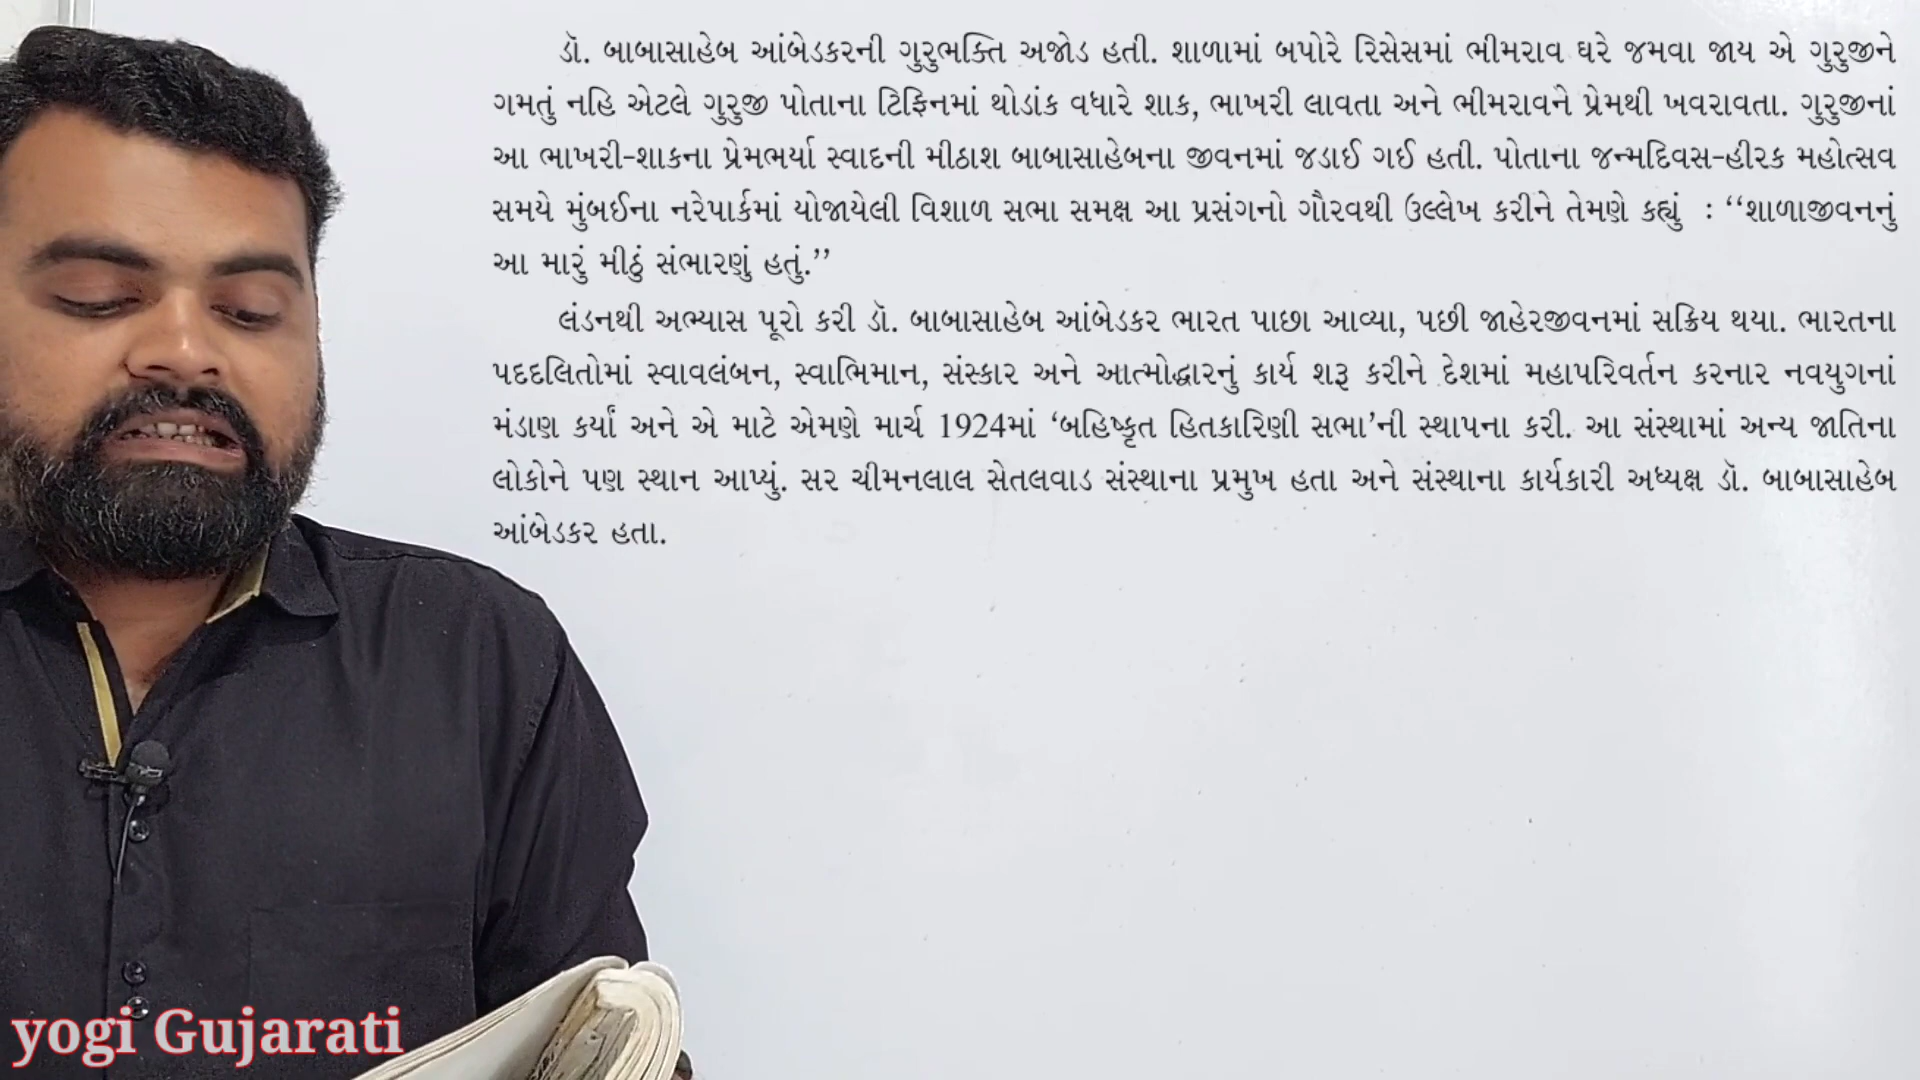 ડૉ. બાબાસાહેબ આંબેડકરની ગુરુભક્તિ અજોડ હતી. શાળામાં બપોરે રિસેસમાં ભીમરાવ ઘરે જમવા જાય એ ગુરુજીને
ગમતું નહિ એટલે ગુરુજી પોતાના ટિફિનમાં થોડાંક વધારે શાક, ભાખરી લાવતા અને ભીમરાવને પ્રેમથી ખવરાવતા. ગુરુજીનાં
આ ભાખરી-શાકના પ્રેમભર્યા સ્વાદની મીઠાશ બાબાસાહેબના જીવનમાં જડાઈ ગઈ હતી. પોતાના જન્મદિવસ-હીરક મહોત્સવ
સમયે મુંબઈના નરેપાર્કમાં યોજાયેલી વિશાળ સભા સમક્ષ આ પ્રસંગનો ગૌરવથી ઉલ્લેખ કરીને તેમણે કહ્યું : ‘‘શાળાજીવનનું
આ મારું મીઠું સંભારણું હતું.’’
લંડનથી અભ્યાસ પૂરો કરી ડૉ. બાબાસાહેબ આંબેડકર ભારત પાછા આવ્યા, પછી જાહેરજીવનમાં સક્રિય થયા. ભારતના
પદદલિતોમાં સ્વાવલંબન, સ્વાભિમાન, સંસ્કાર અને આત્મોદ્ધારનું કાર્ય શરૂ કરીને દેશમાં મહાપરિવર્તન કરનાર નવયુગનાં
મંડાણ કર્યાં અને એ માટે એમણે માર્ચ 1924માં ‘બહિષ્કૃત હિતકારિણી સભા’ની સ્થાપના કરી. આ સંસ્થામાં અન્ય જાતિના
લોકોને પણ સ્થાન આપ્યું. સર ચીમનલાલ સેતલવાડ સંસ્થાના પ્રમુખ હતા અને સંસ્થાના કાર્યકારી અધ્યક્ષ ડૉ. બાબાસાહેબ
આંબેડકર હતા.
yogi Gujarati